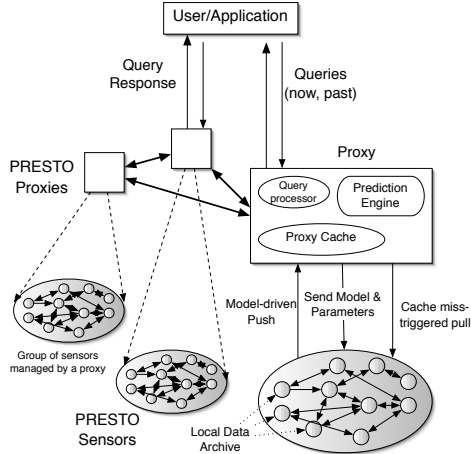 User/Application
Query
Response
Queries
(now, past)
PRESTO
Proxies
Proxy
Query
processor
Prediction
Engine
Proxy Cache
Model-driven
Push
Send Model &
Parameters
Cache miss-
triggered pull
Group of sensors
managed by a proxy
PRESTO
Sensors
Local Data
Archive